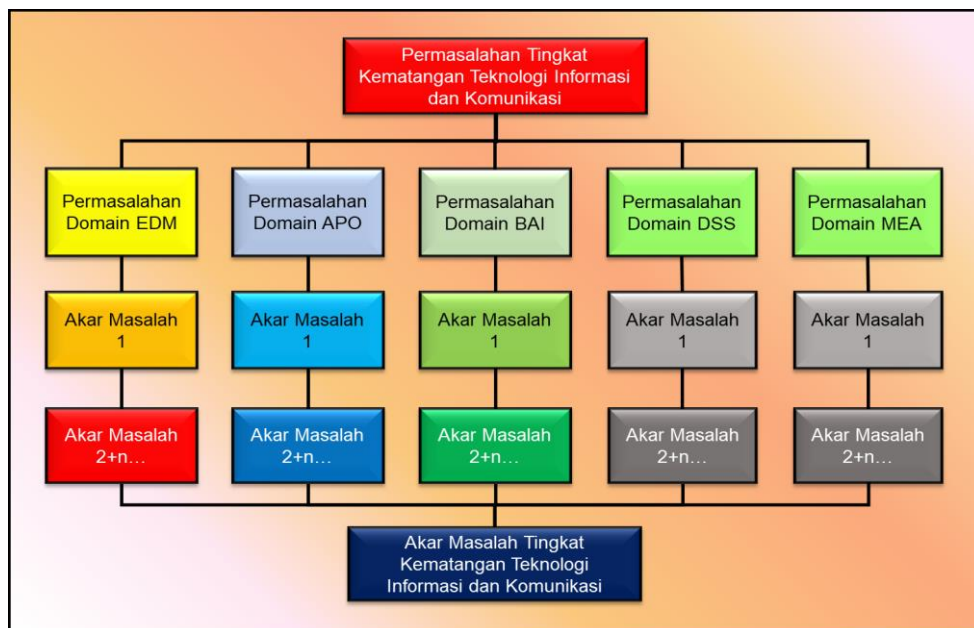 Permasalahan Tingkat
Kematangan Teknologi Informasi
dan Komunikasi
Permasalahan
Domain EDM
Permasalahan
Domain APO
Permasalahan
Domain BAI
Permasalahan
Domain DSS
Permasalahan
Domain MEA
Akar Masalah
1
Akar Masalah
1
Akar Masalah
1
Akar Masalah
1
Akar Masalah
1
Akar Masalah
2+n...
Akar Masalah
2+n...
Akar Masalah
2+n...
Akar Masalah
2+n...
Akar Masalah
2+n...
Akar Masalah Tingkat
Kematangan Teknologi
Informasi dan Komunikasi